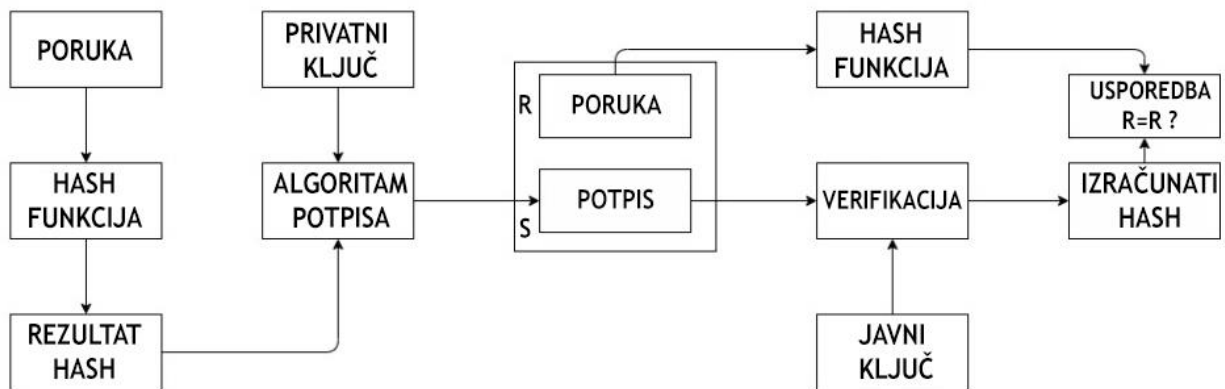 PORUKA
HASH
FUNKCIJA
REZULTAT
HASH
PRIVATNI
KLJUČ
ALGORITAM
POTPISA
R
PORUKA
POTPIS
S
HASH
FUNKCIJA
VERIFIKACIJA
JAVNI
KLJUČ
USPOREDBA
R=R ?
IZRAČUNATI
HASH